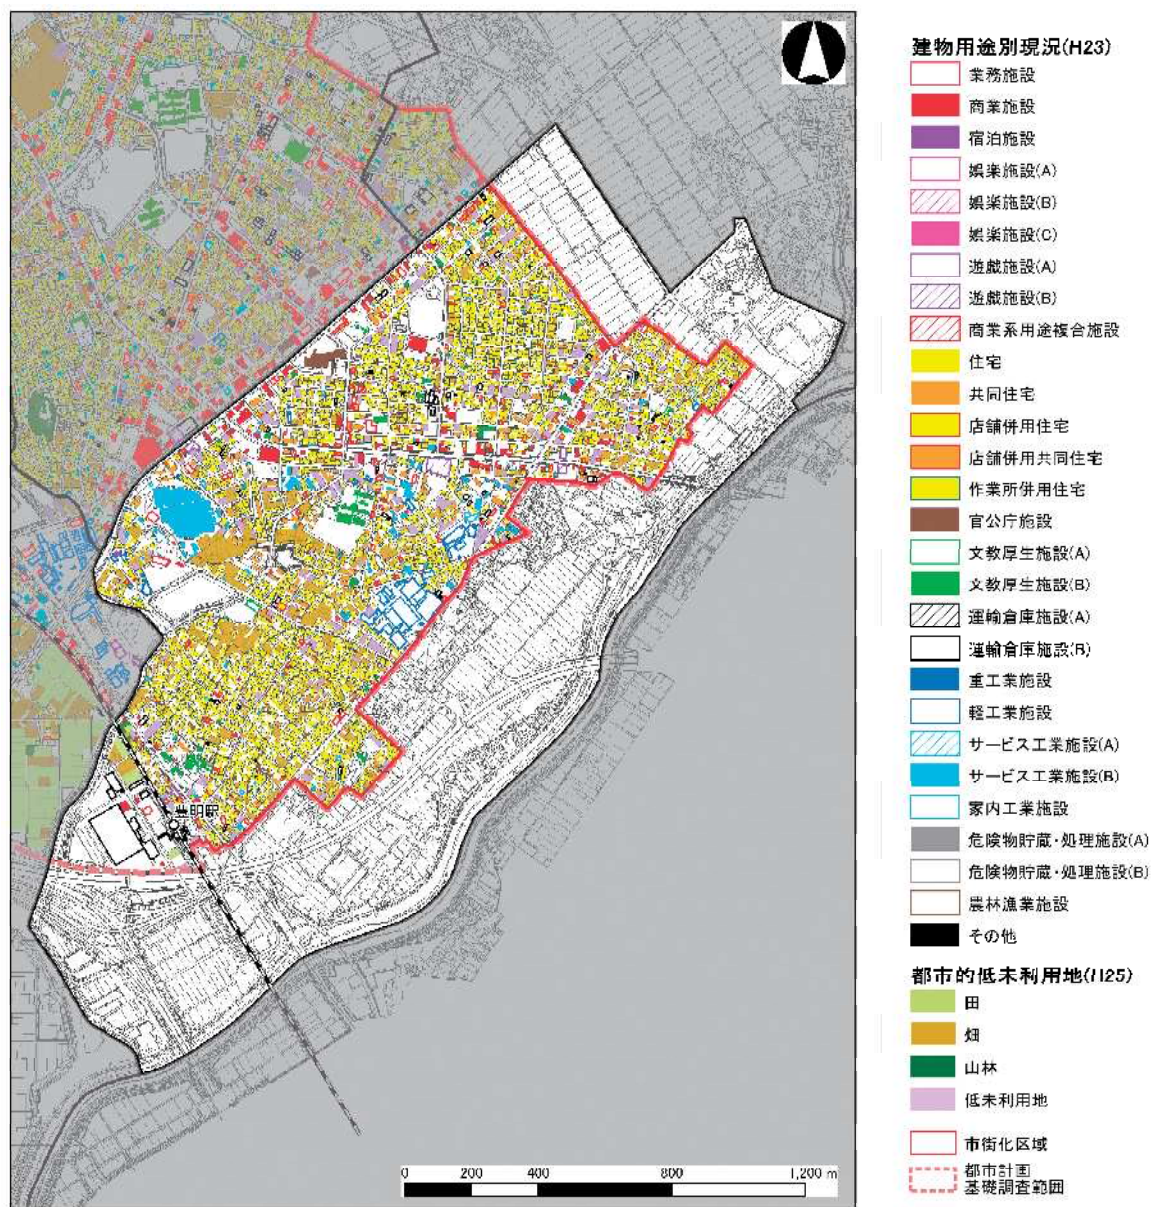 建物用途別現況(H23)
業務施設
商業施設
宿泊施設
娯楽施設(A)
娯楽施設(B)
娯楽施設(C)
遊戯施設(A)
遊戯施設(B)
商業系用途複合施設
住宅
共同住宅
店舗併用住宅
店舗併用共同住宅
作業所併用住宅
官公庁施設
文教厚生施設(A)
文教厚生施設(B)
運輸倉庫施設(A)
運輸倉庫施設(B)
重工業施設
軽工業施設
サービス工業施設(A)
サービス工業施設(B)
家内工業施設
危険物貯蔵・処理施設(A)
危険物貯蔵・処理施設(B)
農林漁業施設
その他
都市的低未利用地(H25)
田
畑
山林
低未利用地
市街化区域
都市計画
基礎調査範囲
豊明駅
0 200 400 800 1,200 m